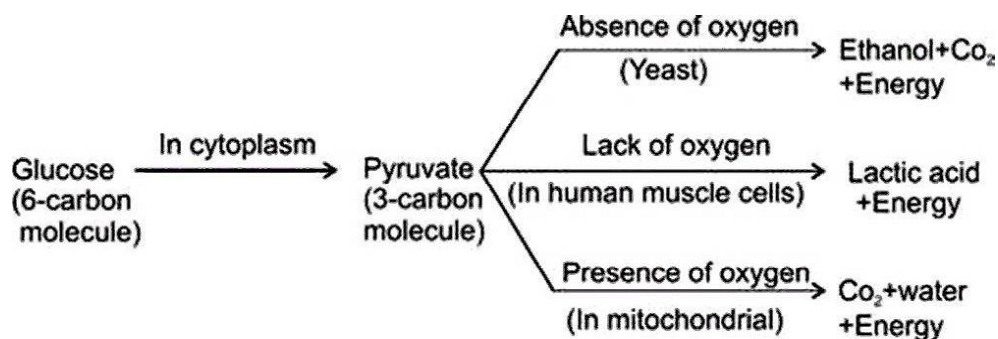 Absence of oxygen
(Yeast)
Ethanol+Co₂
+Energy
In cytoplasm
Glucose
(6-carbon
molecule)
Pyruvate
(3-carbon
molecule)
Lack of oxygen
(In human muscle cells)
Lactic acid
+Energy
Presence of oxygen
(In mitochondrial)
Co₂+water
+Energy